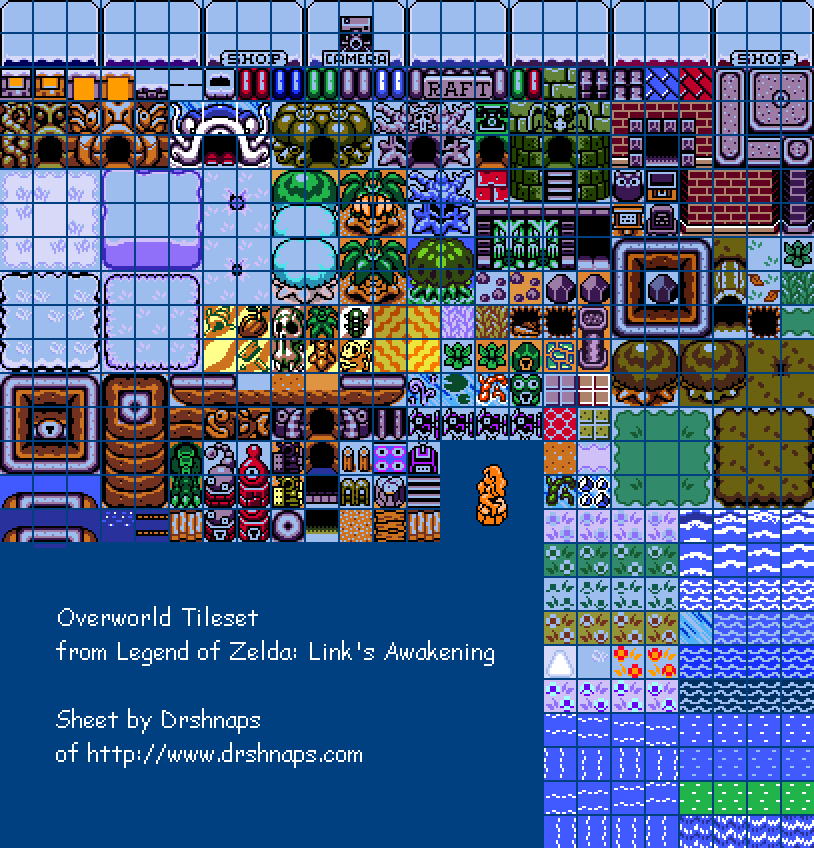 SHOP
CAMERA
SHOP
RAFT
Overworld Tileset
from Legend of Zelda: Link's Awakening
Sheet by Drshnaps
of http://www.drshnaps.com